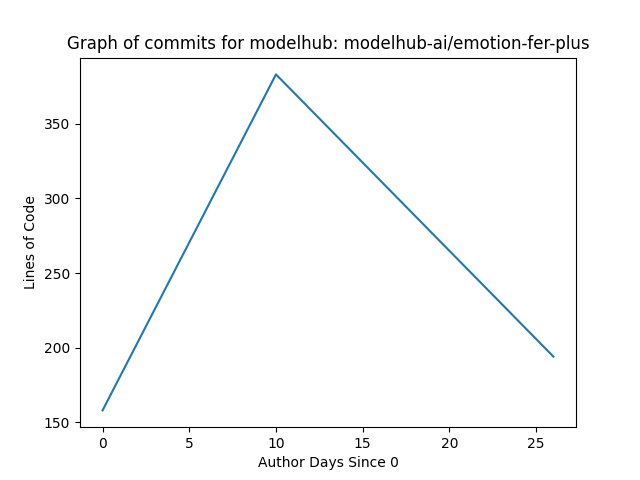 Graph of commits for modelhub: modelhub-ai/emotion-fer-plus
Lines of Code
350
300
250
200
150
0 5 10 15 20 25
Author Days Since 0